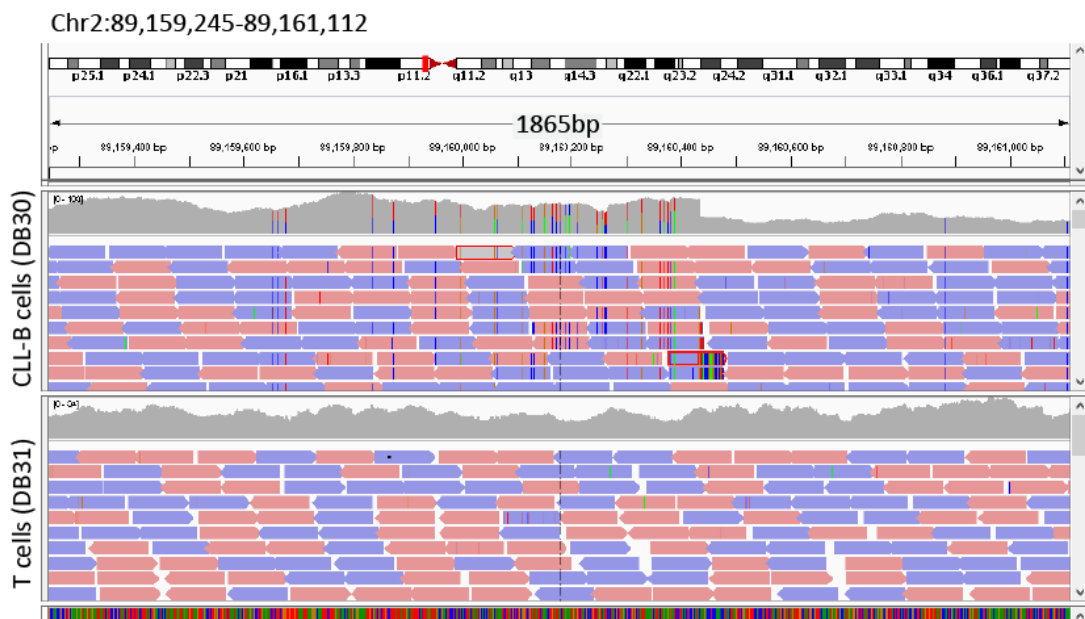 Chr2:89,159,245-89,161,112
p25.1 p24.1 p22.3 p21 p16.1 p13.3 p11.2 q11.2 q13 q14.3 q22.1 q23.2 q24.2 q31.1 q32.1 q33.1 q34 q36.1 q37.2
1865bp
bp 89,159,400 bp 89,159,600 bp 89,159,800 bp 89,160,000 bp 89,160,200 bp 89,160,400 bp 89,160,600 bp 89,160,800 bp 89,161,000 bp
CLL-B cells (DB30)
T cells (DB31)